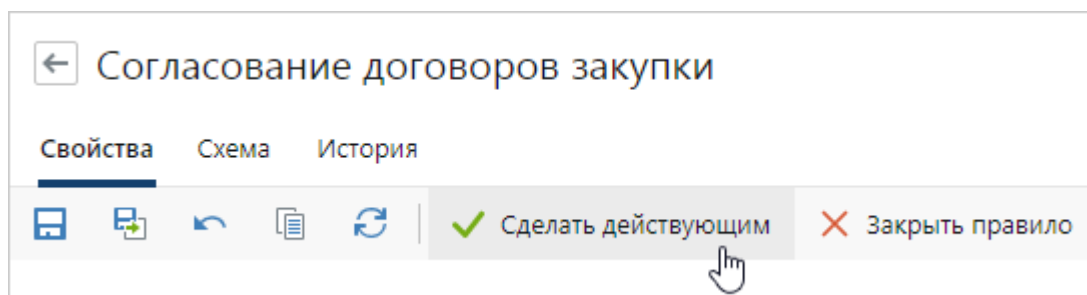 Согласование договоров закупки
Свойства Схема История
Сделать действующим Закрыть правило